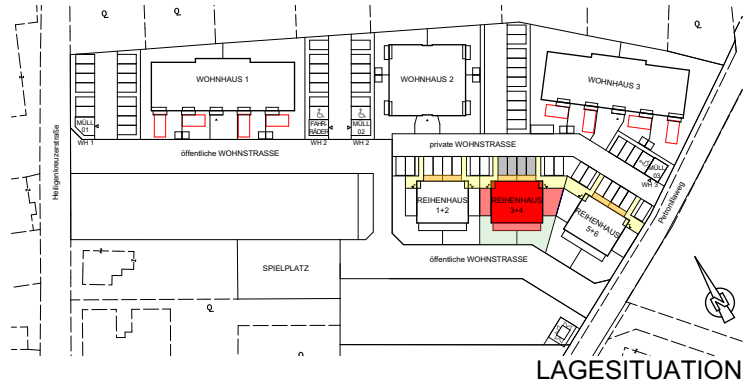 WOHNHAUS 1
WOHNHAUS 2
WOHNHAUS 3
MÜLL
01
FAHR-
RÄDER
MÜLL
02
WH 1
WH 2
WH 2
öffentliche WOHNSTRASSE
private WOHNSTRASSE
MÜLL
03
WH 3
Heiligenkreuzerstraße
Petronillaweg
REIHENHAUS
1+2
REIHENHAUS
3+4
REIHENHAUS
5+6
SPIELPLATZ
öffentliche WOHNSTRASSE
LAGESITUATION